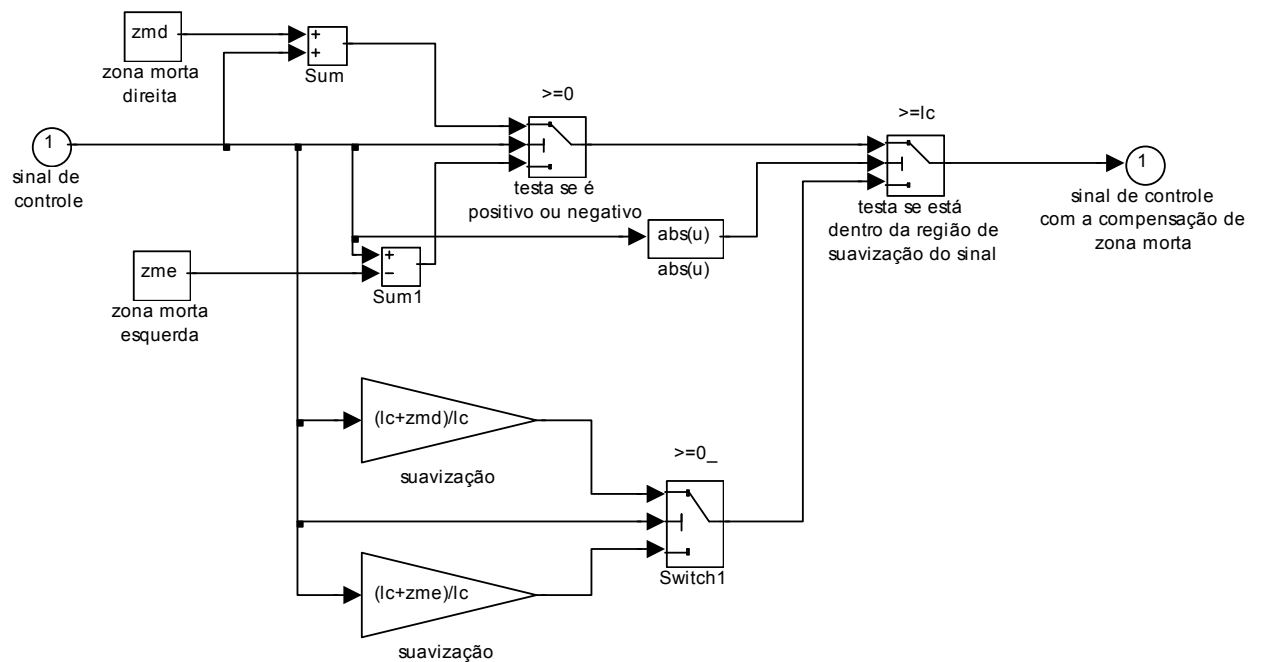 zmd
+
+
zona morta
direita
Sum
>=0
>=lc
1
sinal de
controle
testa se é
positivo ou negativo
1
sinal de controle
com a compensação de
zona morta
testa se está
dentro da região de
suavização do sinal
abs(u)
abs(u)
zme
+
−
Sum1
zona morta
esquerda
(lc+zmd)/lc
suavização
>=0_
Switch1
(lc+zme)/lc
suavização